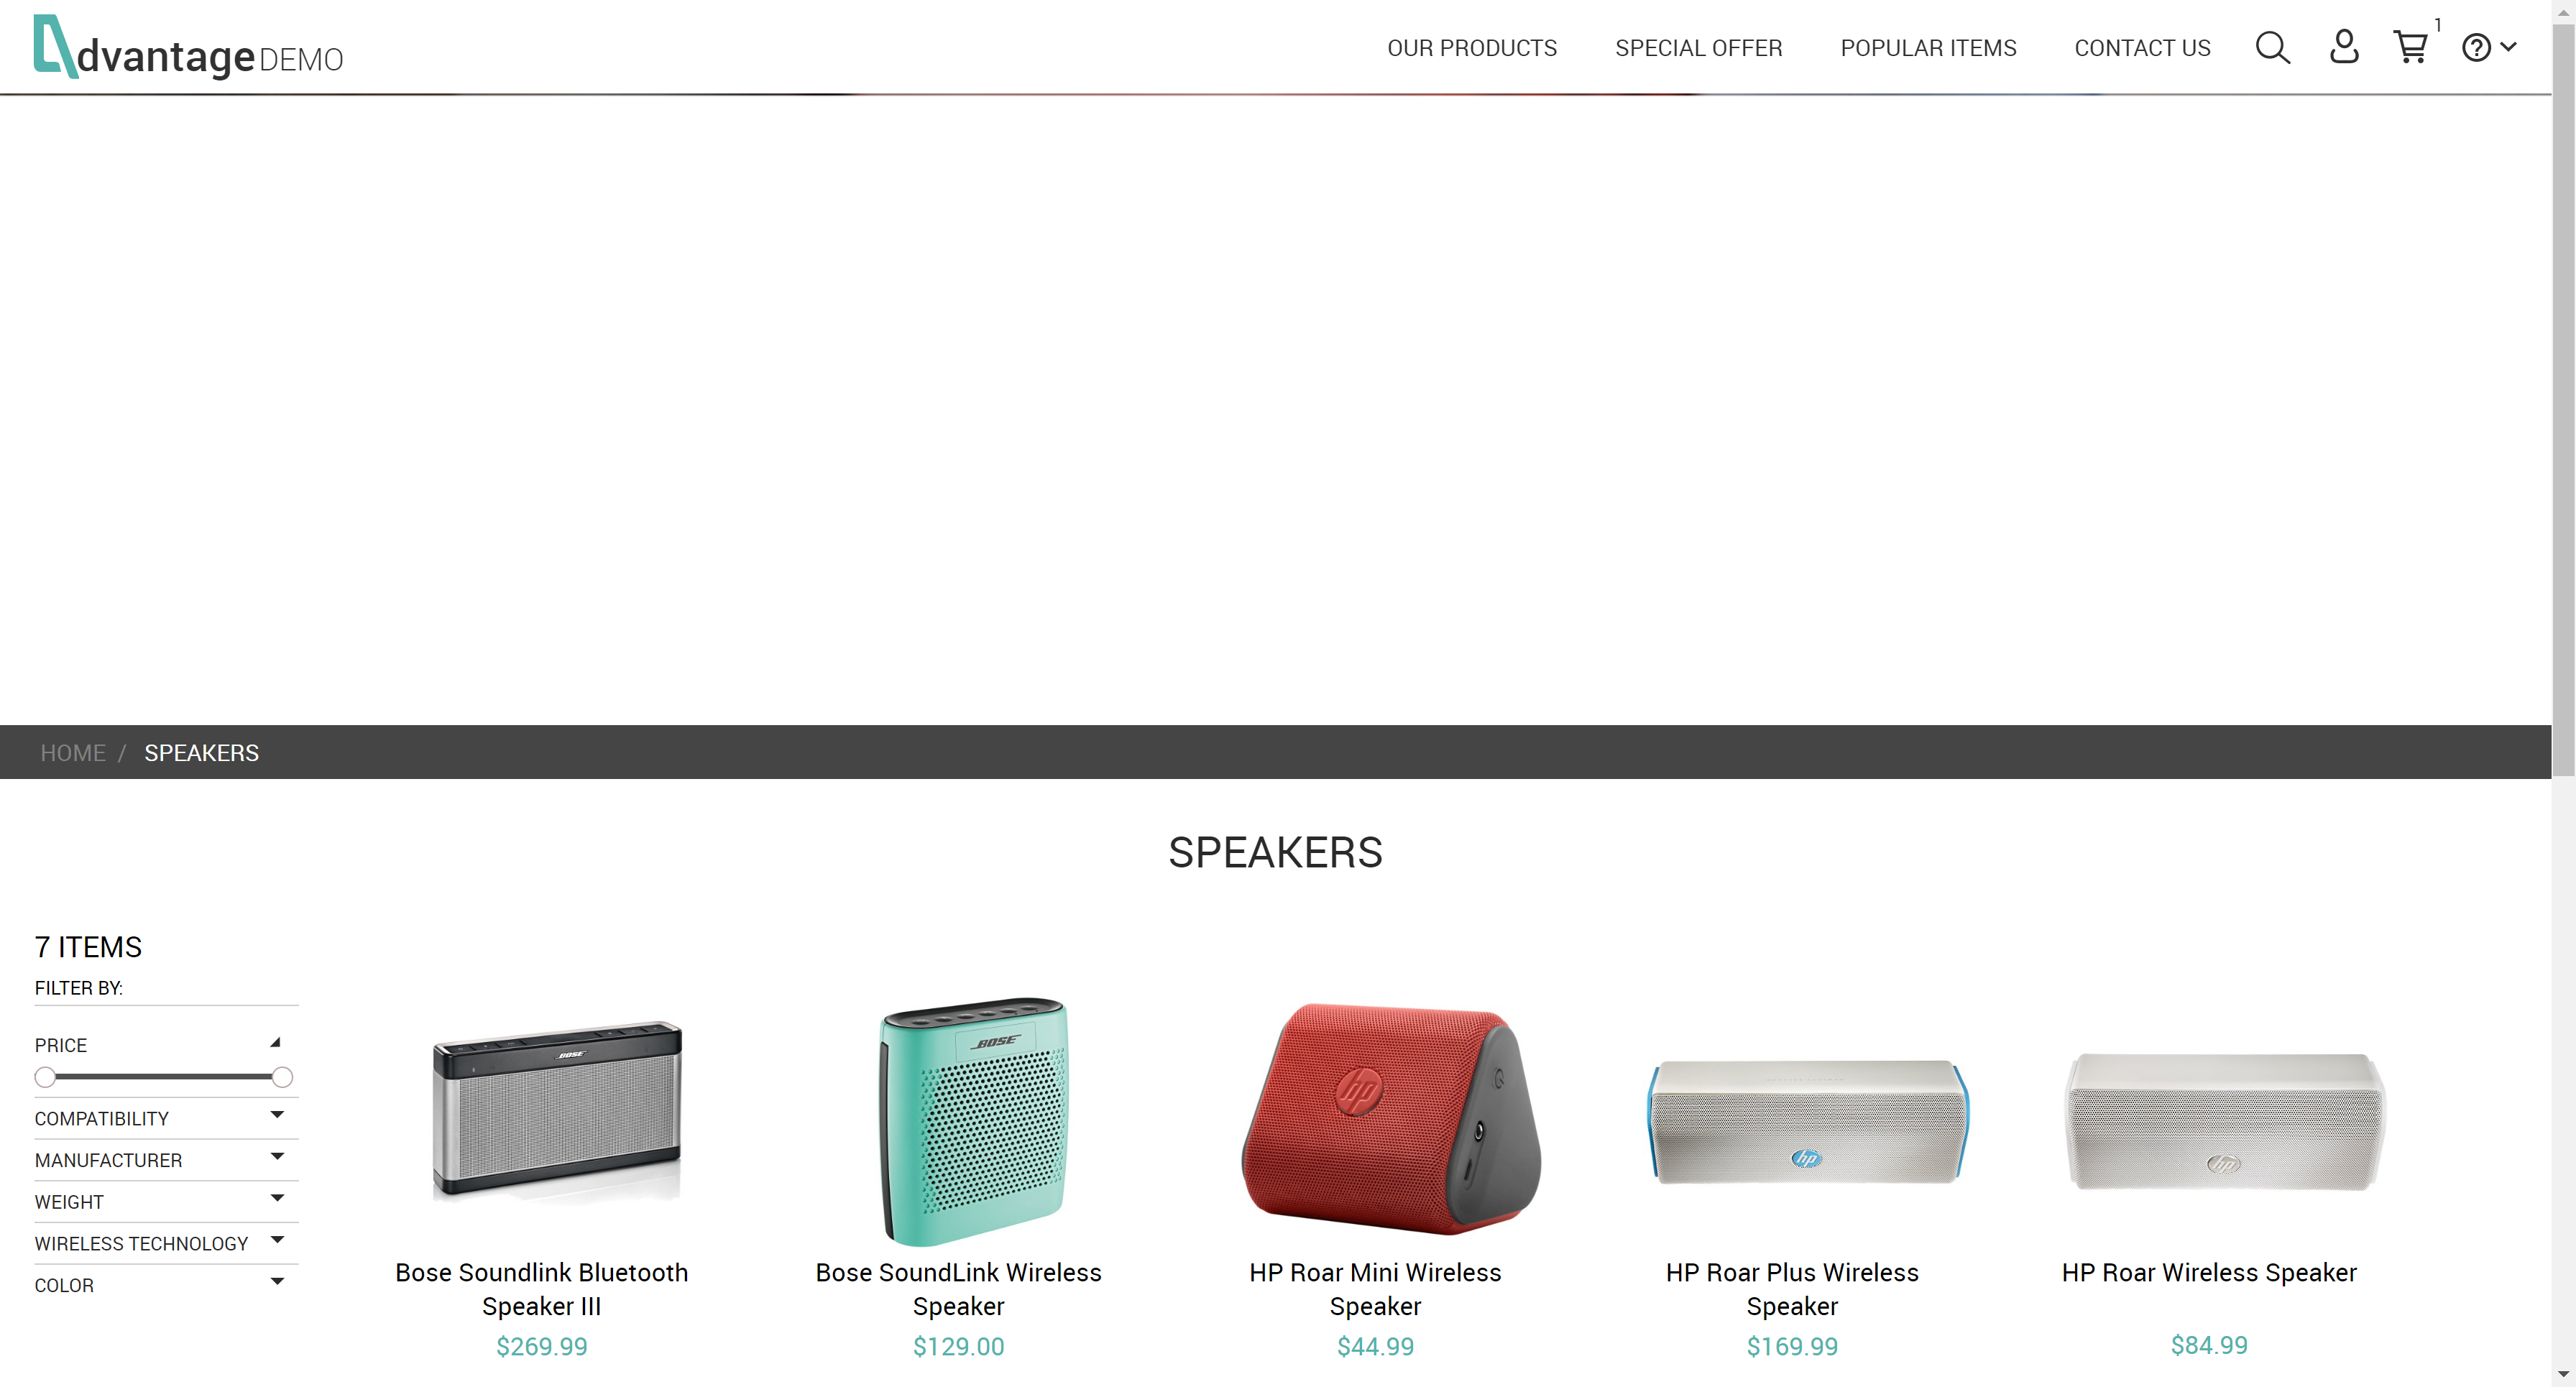 dvantage DEMO
OUR PRODUCTS
SPECIAL OFFER
POPULAR ITEMS
CONTACT US
1
HOME / SPEAKERS
SPEAKERS
7 ITEMS
FILTER BY:
PRICE
COMPATIBILITY
MANUFACTURER
WEIGHT
WIRELESS TECHNOLOGY
COLOR
BOSE
Bose Soundlink Bluetooth
Speaker III
$269.99
BOSE
Bose SoundLink Wireless
Speaker
$129.00
hp
HP Roar Mini Wireless
Speaker
$44.99
hp
HP Roar Plus Wireless
Speaker
$169.99
hp
HP Roar Wireless Speaker
$84.99